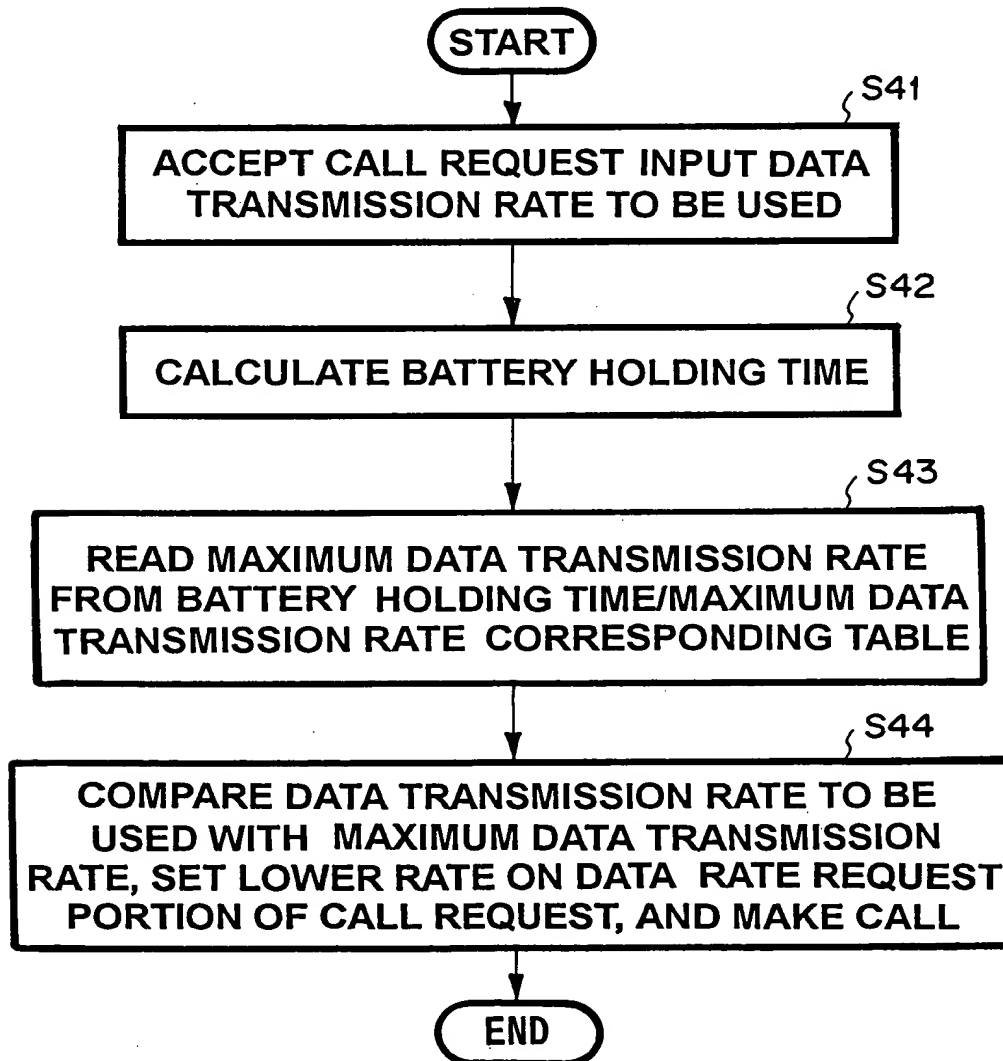 START
S41
ACCEPT CALL REQUEST INPUT DATA
TRANSMISSION RATE TO BE USED
S42
CALCULATE BATTERY HOLDING TIME
S43
READ MAXIMUM DATA TRANSMISSION RATE
FROM BATTERY HOLDING TIME/MAXIMUM DATA
TRANSMISSION RATE CORRESPONDING TABLE
S44
COMPARE DATA TRANSMISSION RATE TO BE
USED WITH MAXIMUM DATA TRANSMISSION
RATE, SET LOWER RATE ON DATA RATE REQUEST
PORTION OF CALL REQUEST, AND MAKE CALL
END